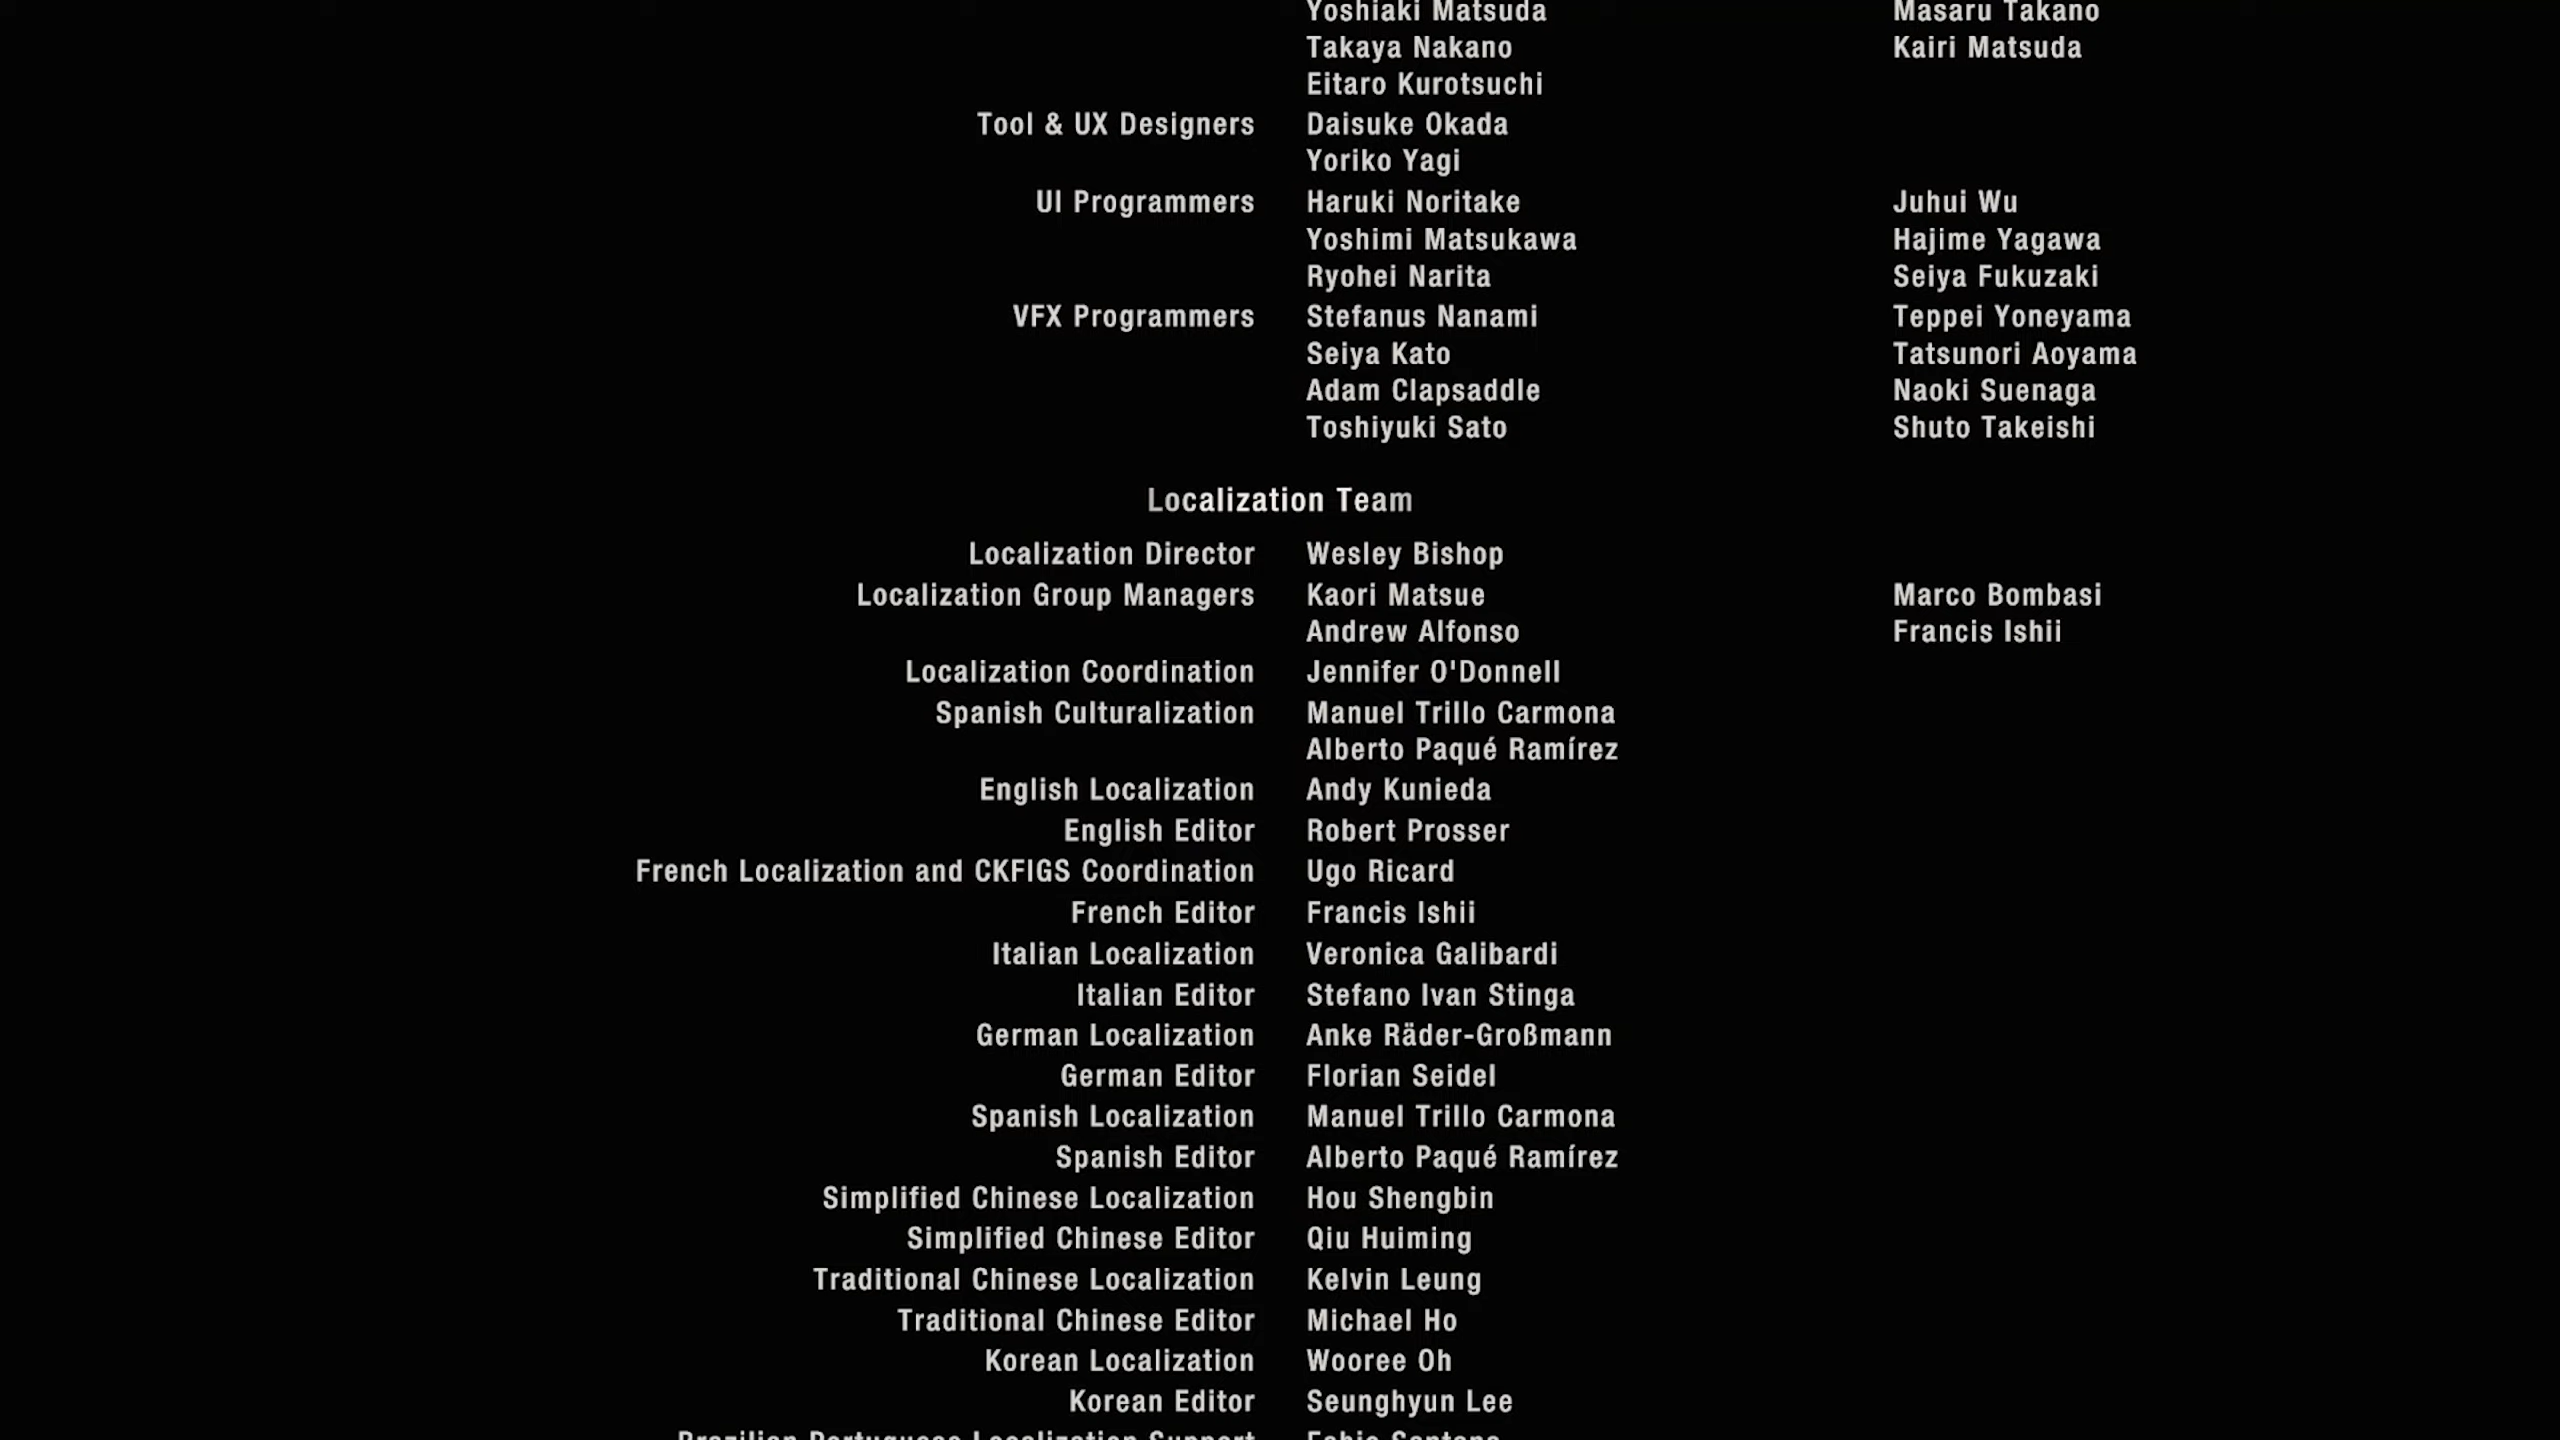 Yoshiaki Matsuda Masaru Takano
Takaya Nakano Kairi Matsuda
Eitaro Kurotsuchi
Tool & UX Designers Daisuke Okada
Yoriko Yagi
UI Programmers Haruki Noritake Juhui Wu
Yoshimi Matsukawa Hajime Yagawa
Ryohei Narita Seiya Fukuzaki
VFX Programmers Stefanus Nanami Teppei Yoneyama
Seiya Kato Tatsunori Aoyama
Adam Clapsaddle Naoki Suenaga
Toshiyuki Sato Shuto Takeishi
Localization Team
Localization Director Wesley Bishop
Localization Group Managers Kaori Matsue Marco Bombasi
Andrew Alfonso Francis Ishii
Localization Coordination Jennifer O'Donnell
Spanish Culturalization Manuel Trillo Carmona
Alberto Paqué Ramírez
English Localization Andy Kunieda
English Editor Robert Prosser
French Localization and CKFIGS Coordination Ugo Ricard
French Editor Francis Ishii
Italian Localization Veronica Galibardi
Italian Editor Stefano Ivan Stinga
German Localization Anke Räder-Großmann
German Editor Florian Seidel
Spanish Localization Manuel Trillo Carmona
Spanish Editor Alberto Paqué Ramírez
Simplified Chinese Localization Hou Shengbin
Simplified Chinese Editor Qiu Huiming
Traditional Chinese Localization Kelvin Leung
Traditional Chinese Editor Michael Ho
Korean Localization Wooree Oh
Korean Editor Seunghyun Lee
Brazilian Portuguese Localization Support Fabio Santana